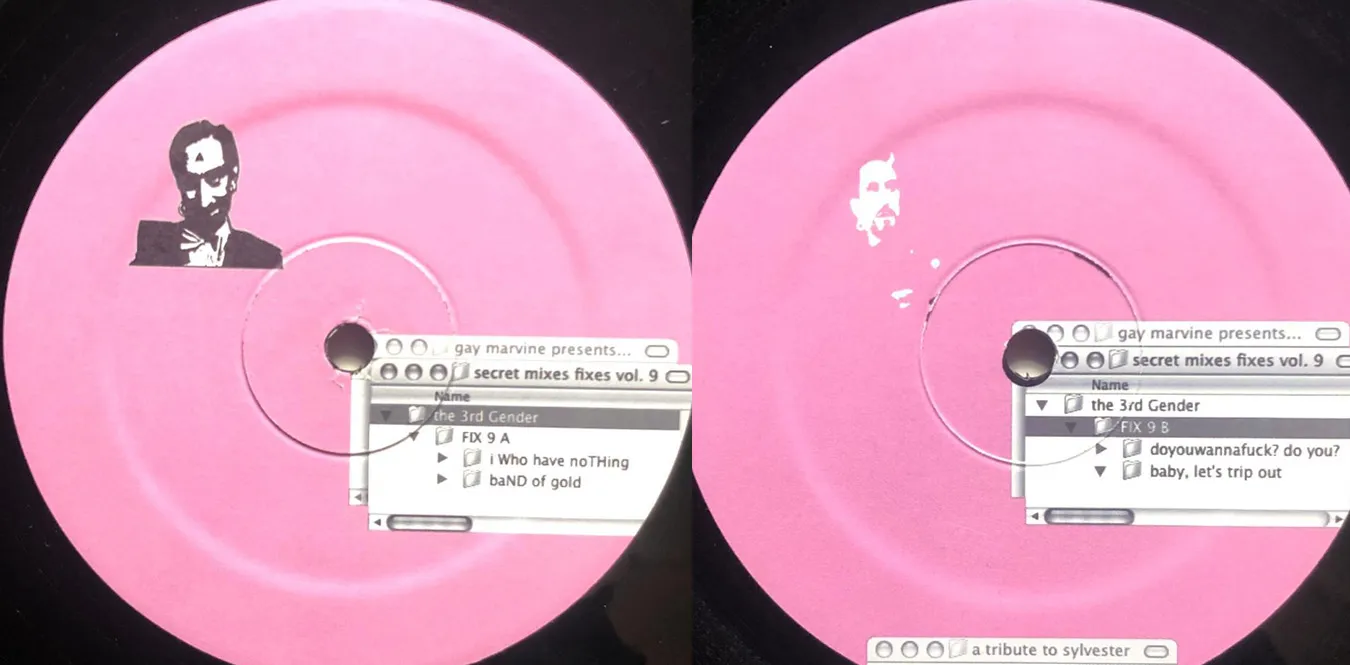 gay marvine presents...
secret mixes fixes vol. 9
Name
the 3rd Gender
FIX 9 A
i Who have noTHing
baND of gold
gay marvine presents...
secret mixes fixes vol. 9
Name
the 3rd Gender
FIX 9 B
doyouwannafuck? do you?
baby, let's trip out
a tribute to sylvester